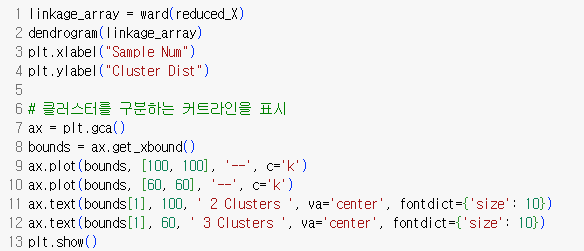 1 linkage_array = ward(reduced_X)
2 dendrogram(linkage_array)
3 plt.xlabel("Sample Num")
4 plt.ylabel("Cluster Dist")
5
6 # 클러스터를 구분하는 커트라인을 표시
7 ax = plt.gca()
8 bounds = ax.get_xbound()
9 ax.plot(bounds, [100, 100], '--', c='k')
10 ax.plot(bounds, [60, 60], '--', c='k')
11 ax.text(bounds[1], 100, ' 2 Clusters ', va='center', fontdict={'size': 10})
12 ax.text(bounds[1], 60, ' 3 Clusters ', va='center', fontdict={'size': 10})
13 plt.show()